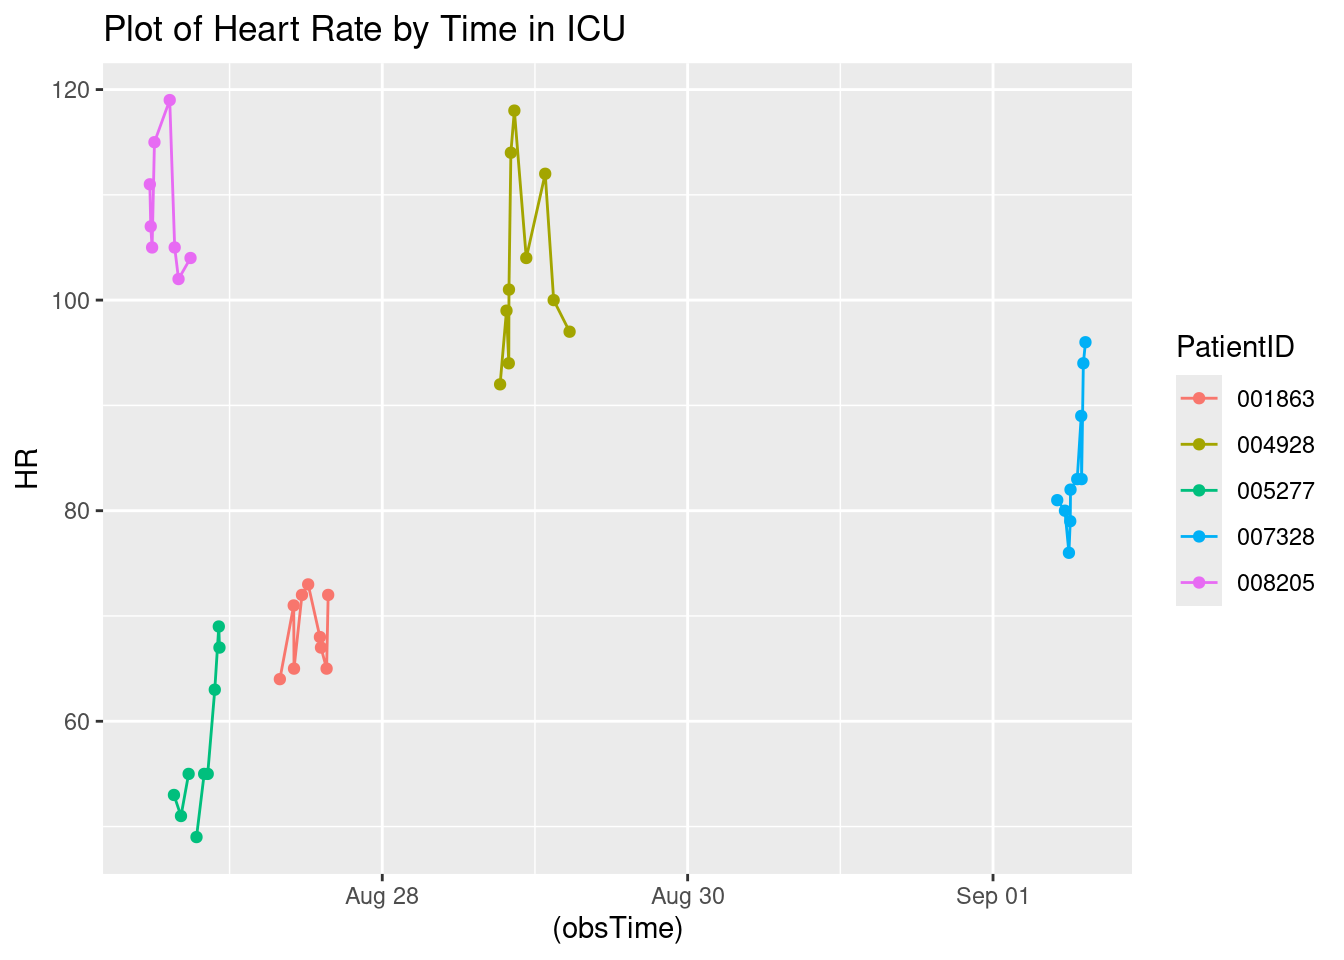 Plot of Heart Rate by Time in ICU
120
100
80
60
HR
Aug 28
Aug 30
Sep 01
(obsTime)
PatientID
001863
004928
005277
007328
008205